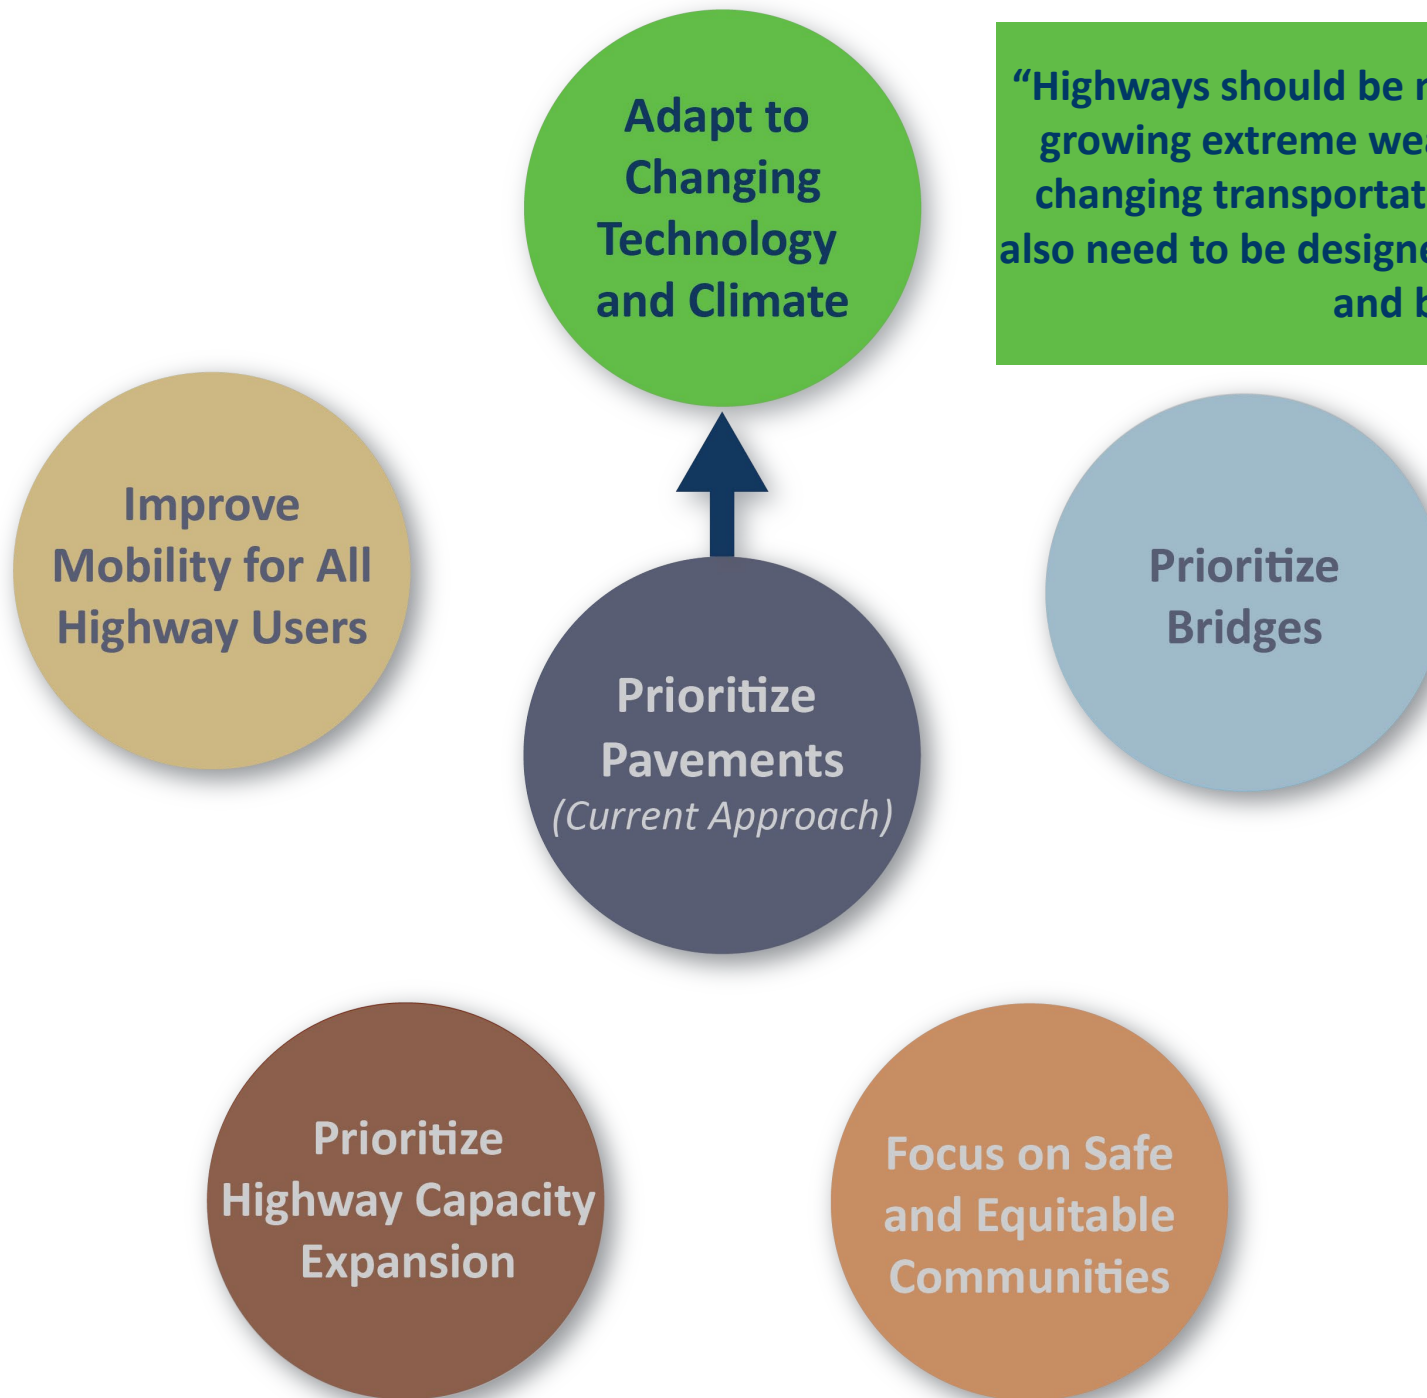 Adapt to
Changing
Technology
and Climate
“Highways should be
growing extreme
changing
also need to be
and
Improve
Mobility for All
Highway Users
Prioritize
Bridges
Prioritize
Pavements
(Current Approach)
Prioritize
Highway Capacity
Expansion
Focus on Safe
and Equitable
Communities